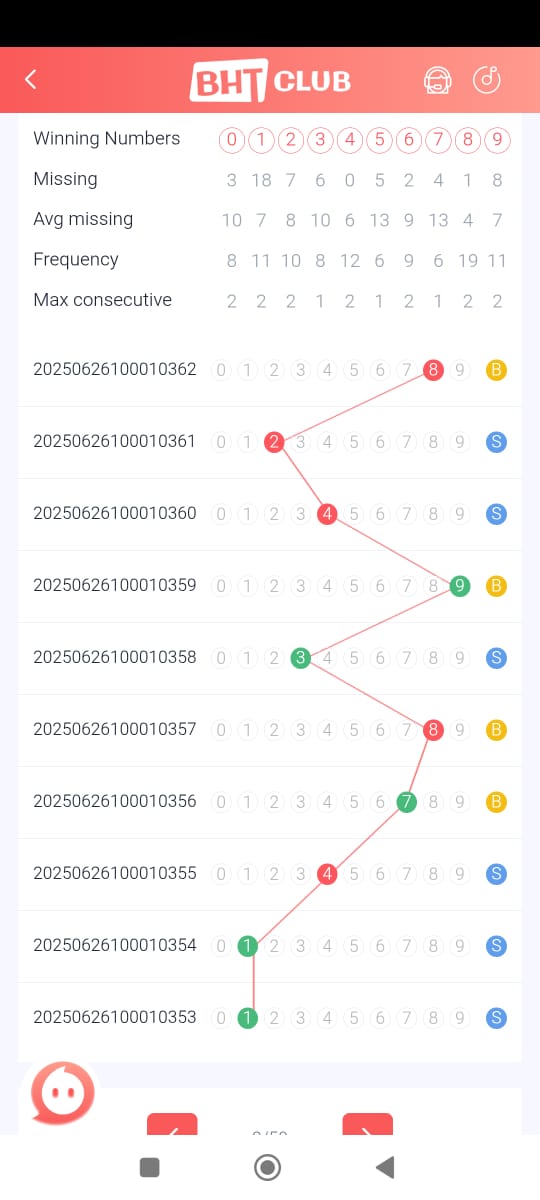 BHT CLUB
Winning Numbers 0 1 2 3 4 5 6 7 8 9
Missing 3 18 7 6 0 5 2 4 1 8
Avg missing 10 7 8 10 6 13 9 13 4 7
Frequency 8 11 10 8 12 6 9 6 19 11
Max consecutive 2 2 2 1 2 1 2 1 2 2
20250626100010362 0 1 2 3 4 5 6 7 8 9 B
20250626100010361 0 1 2 3 4 5 6 7 8 9 S
20250626100010360 0 1 2 3 4 5 6 7 8 9 S
20250626100010359 0 1 2 3 4 5 6 7 8 9 B
20250626100010358 0 1 2 3 4 5 6 7 8 9 S
20250626100010357 0 1 2 3 4 5 6 7 8 9 B
20250626100010356 0 1 2 3 4 5 6 7 8 9 B
20250626100010355 0 1 2 3 4 5 6 7 8 9 S
20250626100010354 0 1 2 3 4 5 6 7 8 9 S
20250626100010353 0 1 2 3 4 5 6 7 8 9 S